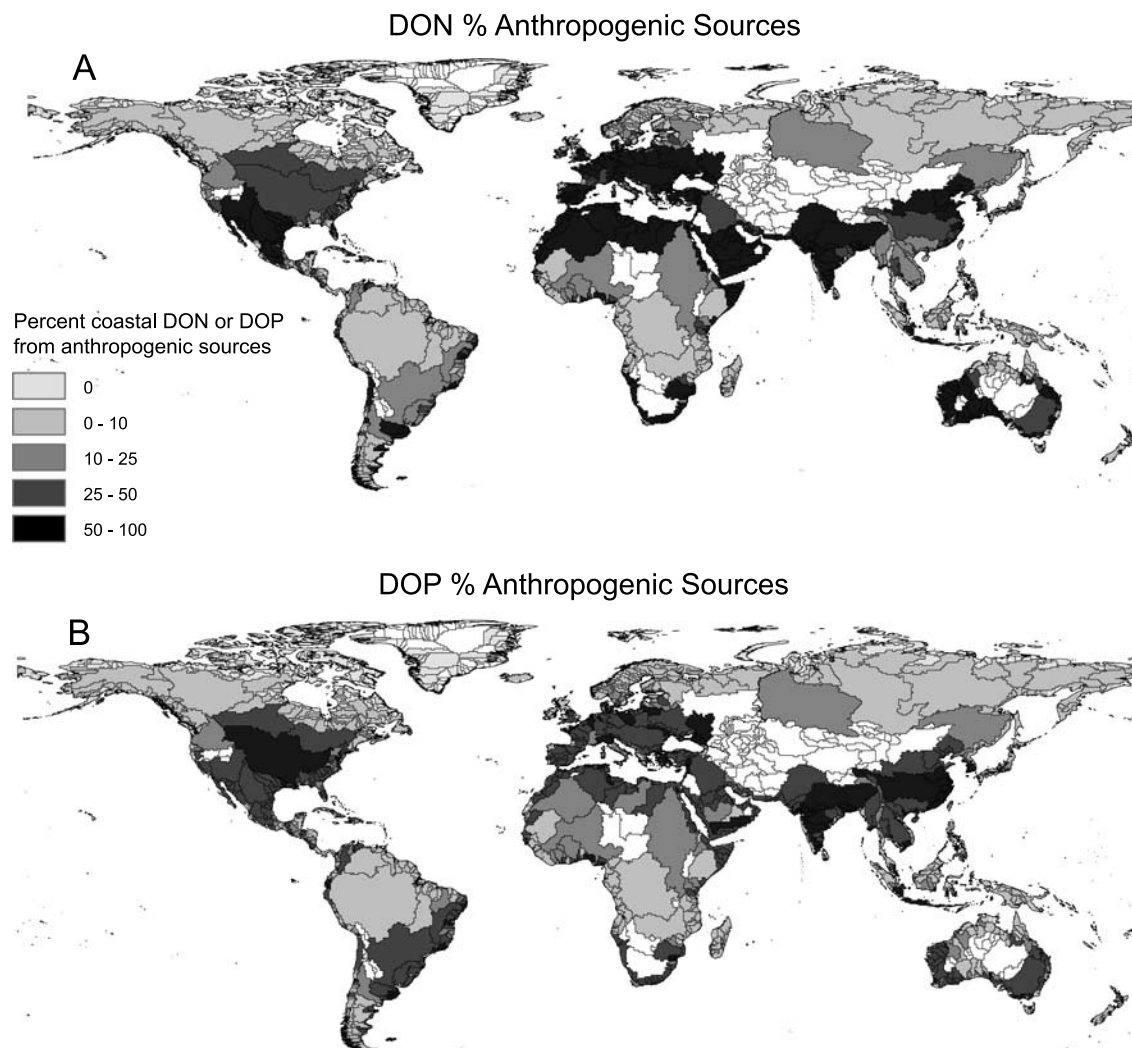 DON % Anthropogenic Sources
A
Percent coastal DON or DOP
from anthropogenic sources
0
0 - 10
10 - 25
25 - 50
50 - 100
DOP % Anthropogenic Sources
B